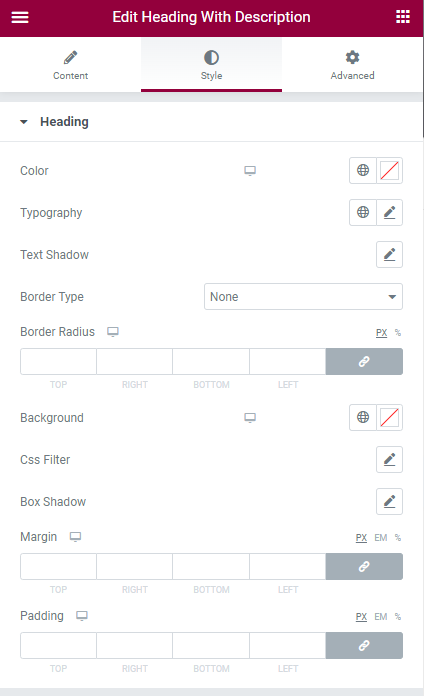 Edit Heading With Description
Content Style Advanced
Heading
Color
Typography
Text Shadow
Border Type None
Border Radius PX %
TOP RIGHT BOTTOM LEFT
Background
Css Filter
Box Shadow
Margin PX EM %
TOP RIGHT BOTTOM LEFT
Padding PX EM %
TOP RIGHT BOTTOM LEFT